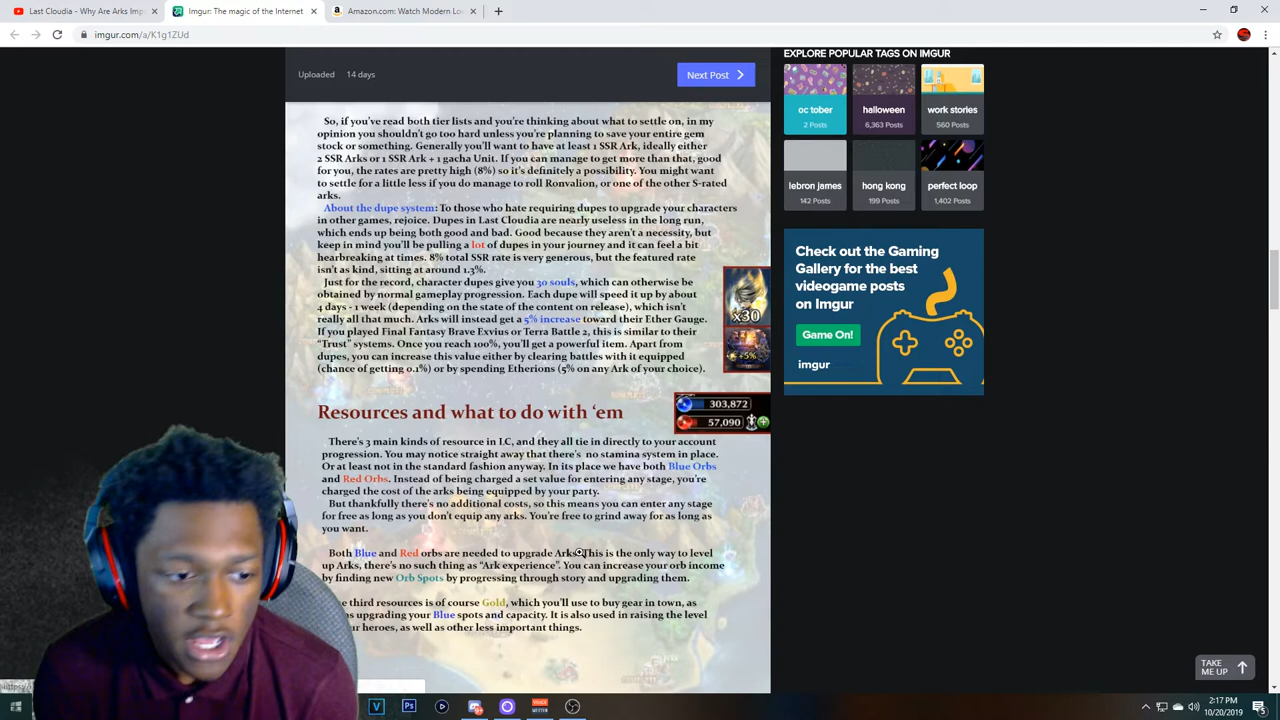 Last Cloudia - Why Are Arks Imp
Imgur: The magic of the Internet
Amazon.com: Watch Modern Lo
imgur.com/a/K1g1ZUd
Uploaded 14 days
Next Post
So, if you've read both tier lists and you're thinking about what to settle on, in my
opinion you shouldn't go too hard unless you're planning to save your entire gem
stock or something. Generally you'll want to have at least 1 SSR Ark, ideally either
2 SSR Arks or 1 SSR Ark + 1 gacha Unit. If you can manage to get more than that, good
for you, the rates are pretty high (8%) so it's definitely a possibility. You might want
to settle for a little less if you do manage to roll Ronvalion, or one of the other S-rated
arks.
About the dupe system: To those who hate requiring dupes to upgrade your characters
in other games, rejoice. Dupes in Last Cloudia are nearly useless in the long run,
which ends up being both good and bad. Good because they aren't a necessity, but
keep in mind you'll be pulling a lot of dupes in your journey and it can feel a bit
hearbreaking at times. 8% total SSR rate is very generous, but the featured rate
isn't as kind, sitting at around 1.3%.
Just for the record, character dupes give you 30 souls, which can otherwise be
obtained by normal gameplay progression. Each dupe will speed it up by about
4 days - 1 week (depending on the state of the content on release), which isn't
really all that much. Arks will instead get a 5% increase toward their Ether Gauge.
If you played Final Fantasy Brave Exvius or Terra Battle 2, this is similar to their
"Trust" systems. Once you reach 100%, you'll get a powerful item. Apart from
dupes, you can increase this value either by clearing battles with it equipped
(chance of getting 0.1%) or by spending Etherions (5% on any Ark of your choice).
x30
+5%
Resources and what to do with 'em
303,872
57,090
There's 3 main kinds of resource in LC, and they all tie in directly to your account
progression. You may notice straight away that there's no stamina system in place.
Or at least not in the standard fashion anyway. In its place we have both Blue Orbs
and Red Orbs. Instead of being charged a set value for entering any stage, you're
charged the cost of the arks being equipped by your party.
But thankfully there's no additional costs, so this means you can enter any stage
for free as long as you don't equip any arks. You're free to grind away for as long as
you want.
Both Blue and Red orbs are needed to upgrade Arks. This is the only way to level
up Arks, there's no such thing as "Ark experience". You can increase your orb income
by finding new Orb Spots by progressing through story and upgrading them.
third resources is of course Gold, which you'll use to buy gear in town, as
as upgrading your Blue spots and capacity. It is also used in raising the level
heroes, as well as other less important things.
EXPLORE POPULAR TAGS ON IMGUR
oc tober
2 Posts
halloween
6,363 Posts
work stories
560 Posts
lebron james
142 Posts
hong kong
199 Posts
perfect loop
1,402 Posts
Check out the Gaming
Gallery for the best
videogame posts
on Imgur
Game On!
imgur
TAKE
ME UP
2:17 PM
10/20/2019